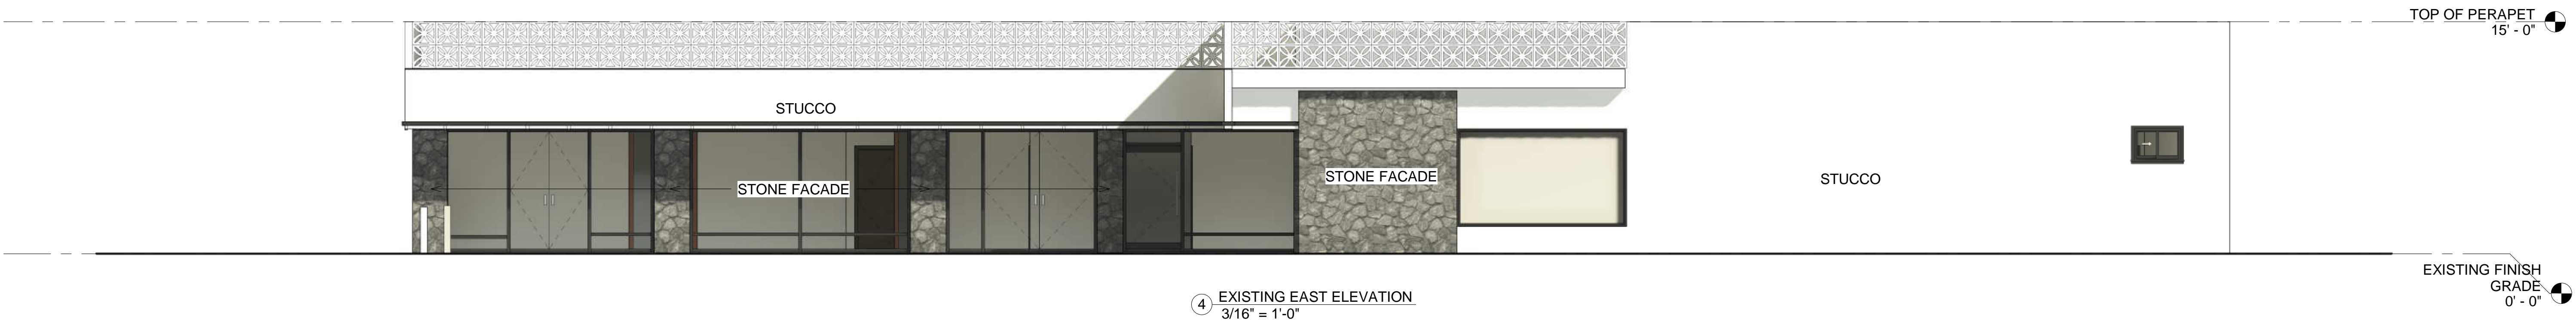 TOP OF PERAPET
15' - 0"
STUCCO
STONE FACADE
STONE FACADE
STUCCO
EXISTING FINISH
GRADE
0' - 0"
4
EXISTING EAST ELEVATION
3/16" = 1'-0"